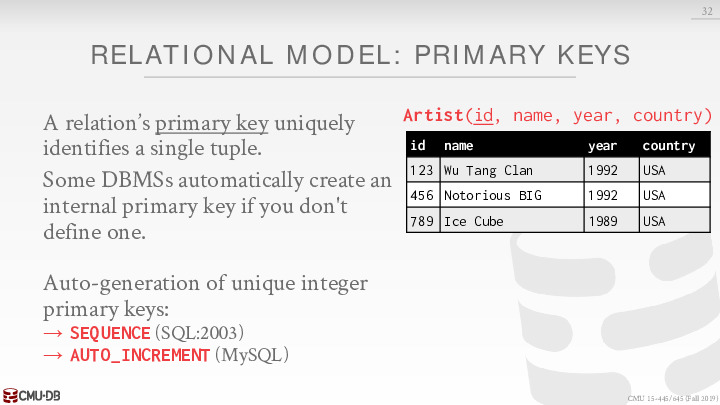 32
RELATIONAL MODEL: PRIMARY KEYS
A relation’s primary key uniquely
identifies a single tuple.
Some DBMSs automatically create an
internal primary key if you don't
define one.
Auto-generation of unique integer
primary keys:
→ SEQUENCE (SQL:2003)
→ AUTO_INCREMENT (MySQL)
Artist(id, name, year, country)
id name year country
123 Wu Tang Clan 1992 USA
456 Notorious BIG 1992 USA
789 Ice Cube 1989 USA
CMU·DB
CMU 15-445/645 (Fall 2019)